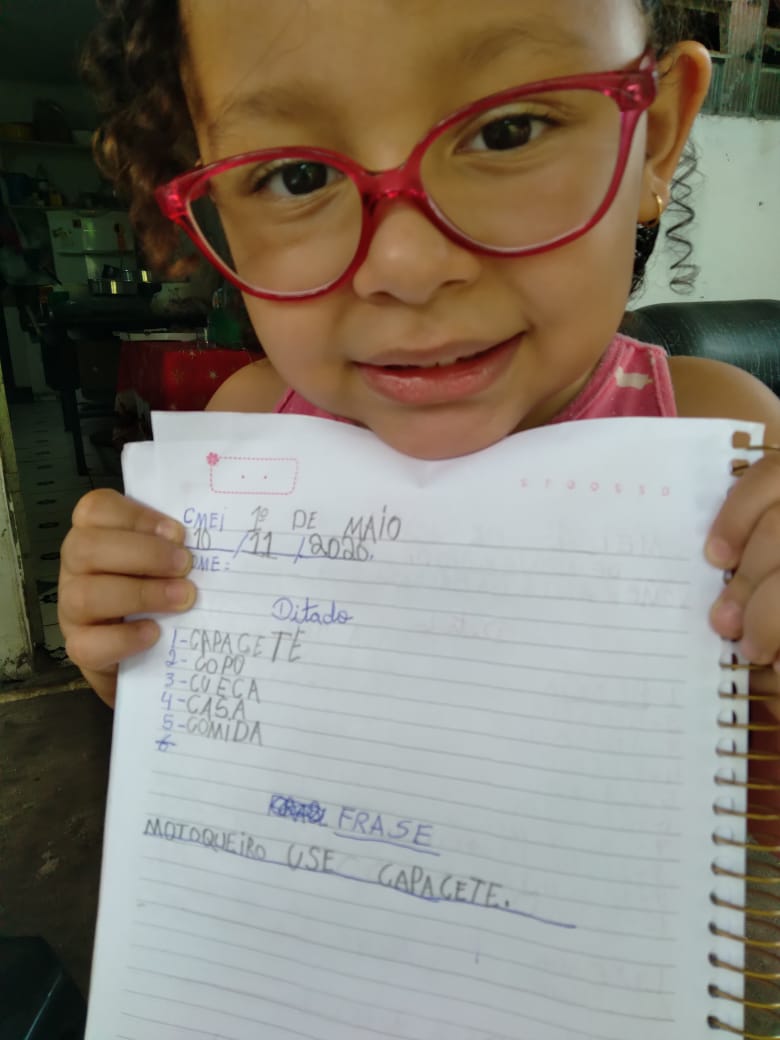 CMEI 1º DE MAIO
10 /11 /2020.
OME:
Ditado
1-CAPACETE
2-COPO
3-CUECA
4-CASA
5-COMIDA
6
FRASE
MOTOQUEIRO USE CAPACETE.